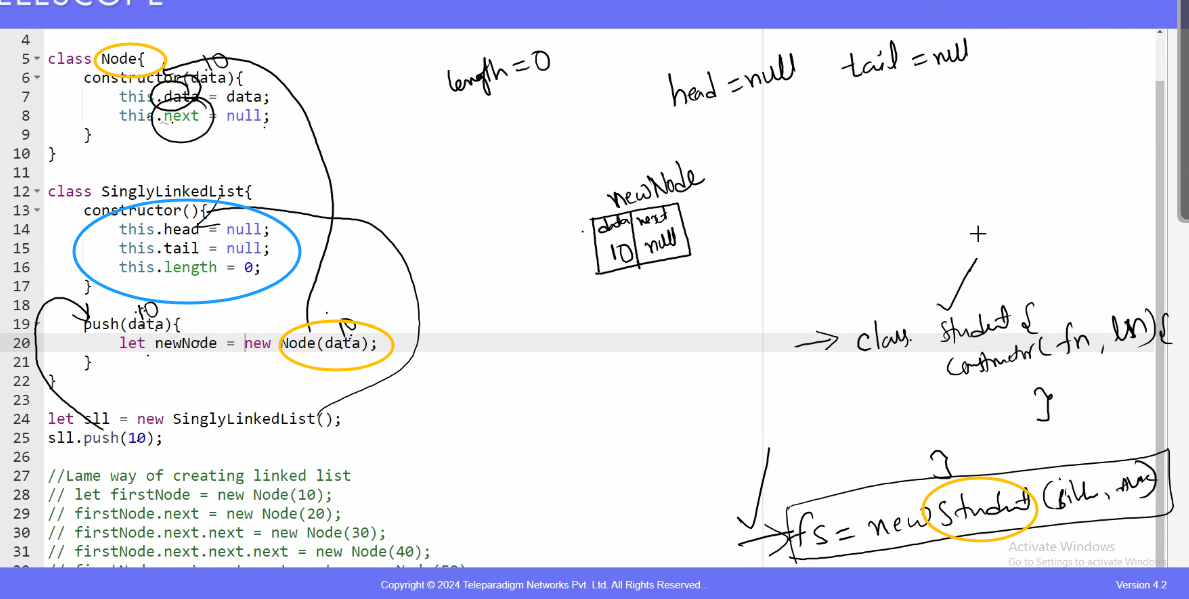 4
5 class Node{
6 constructor(data){
7 this.data = data;
8 this.next = null;
9 }
10 }
11
12 class SinglyLinkedList{
13 constructor(){
14 this.head = null;
15 this.tail = null;
16 this.length = 0;
17 }
18
19 push(data){
20 let newNode = new Node(data);
21 }
22 }
23
24 let sll = new SinglyLinkedList();
25 sll.push(10);
26
27 //Lame way of creating linked list
28 // let firstNode = new Node(10);
29 // firstNode.next = new Node(20);
30 // firstNode.next.next = new Node(30);
31 // firstNode.next.next.next = new Node(40);
10
10
10
length = 0
head = null
tail = null
newNode
data next
10 null
+
→ class Student {
constructor( fn, ln) {
}
}
fs = new Student (
Activate Windows
Go to Settings to activate Windo
Copyright © 2024 Teleparadigm Networks Pvt. Ltd. All Rights Reserved...
Version 4.2